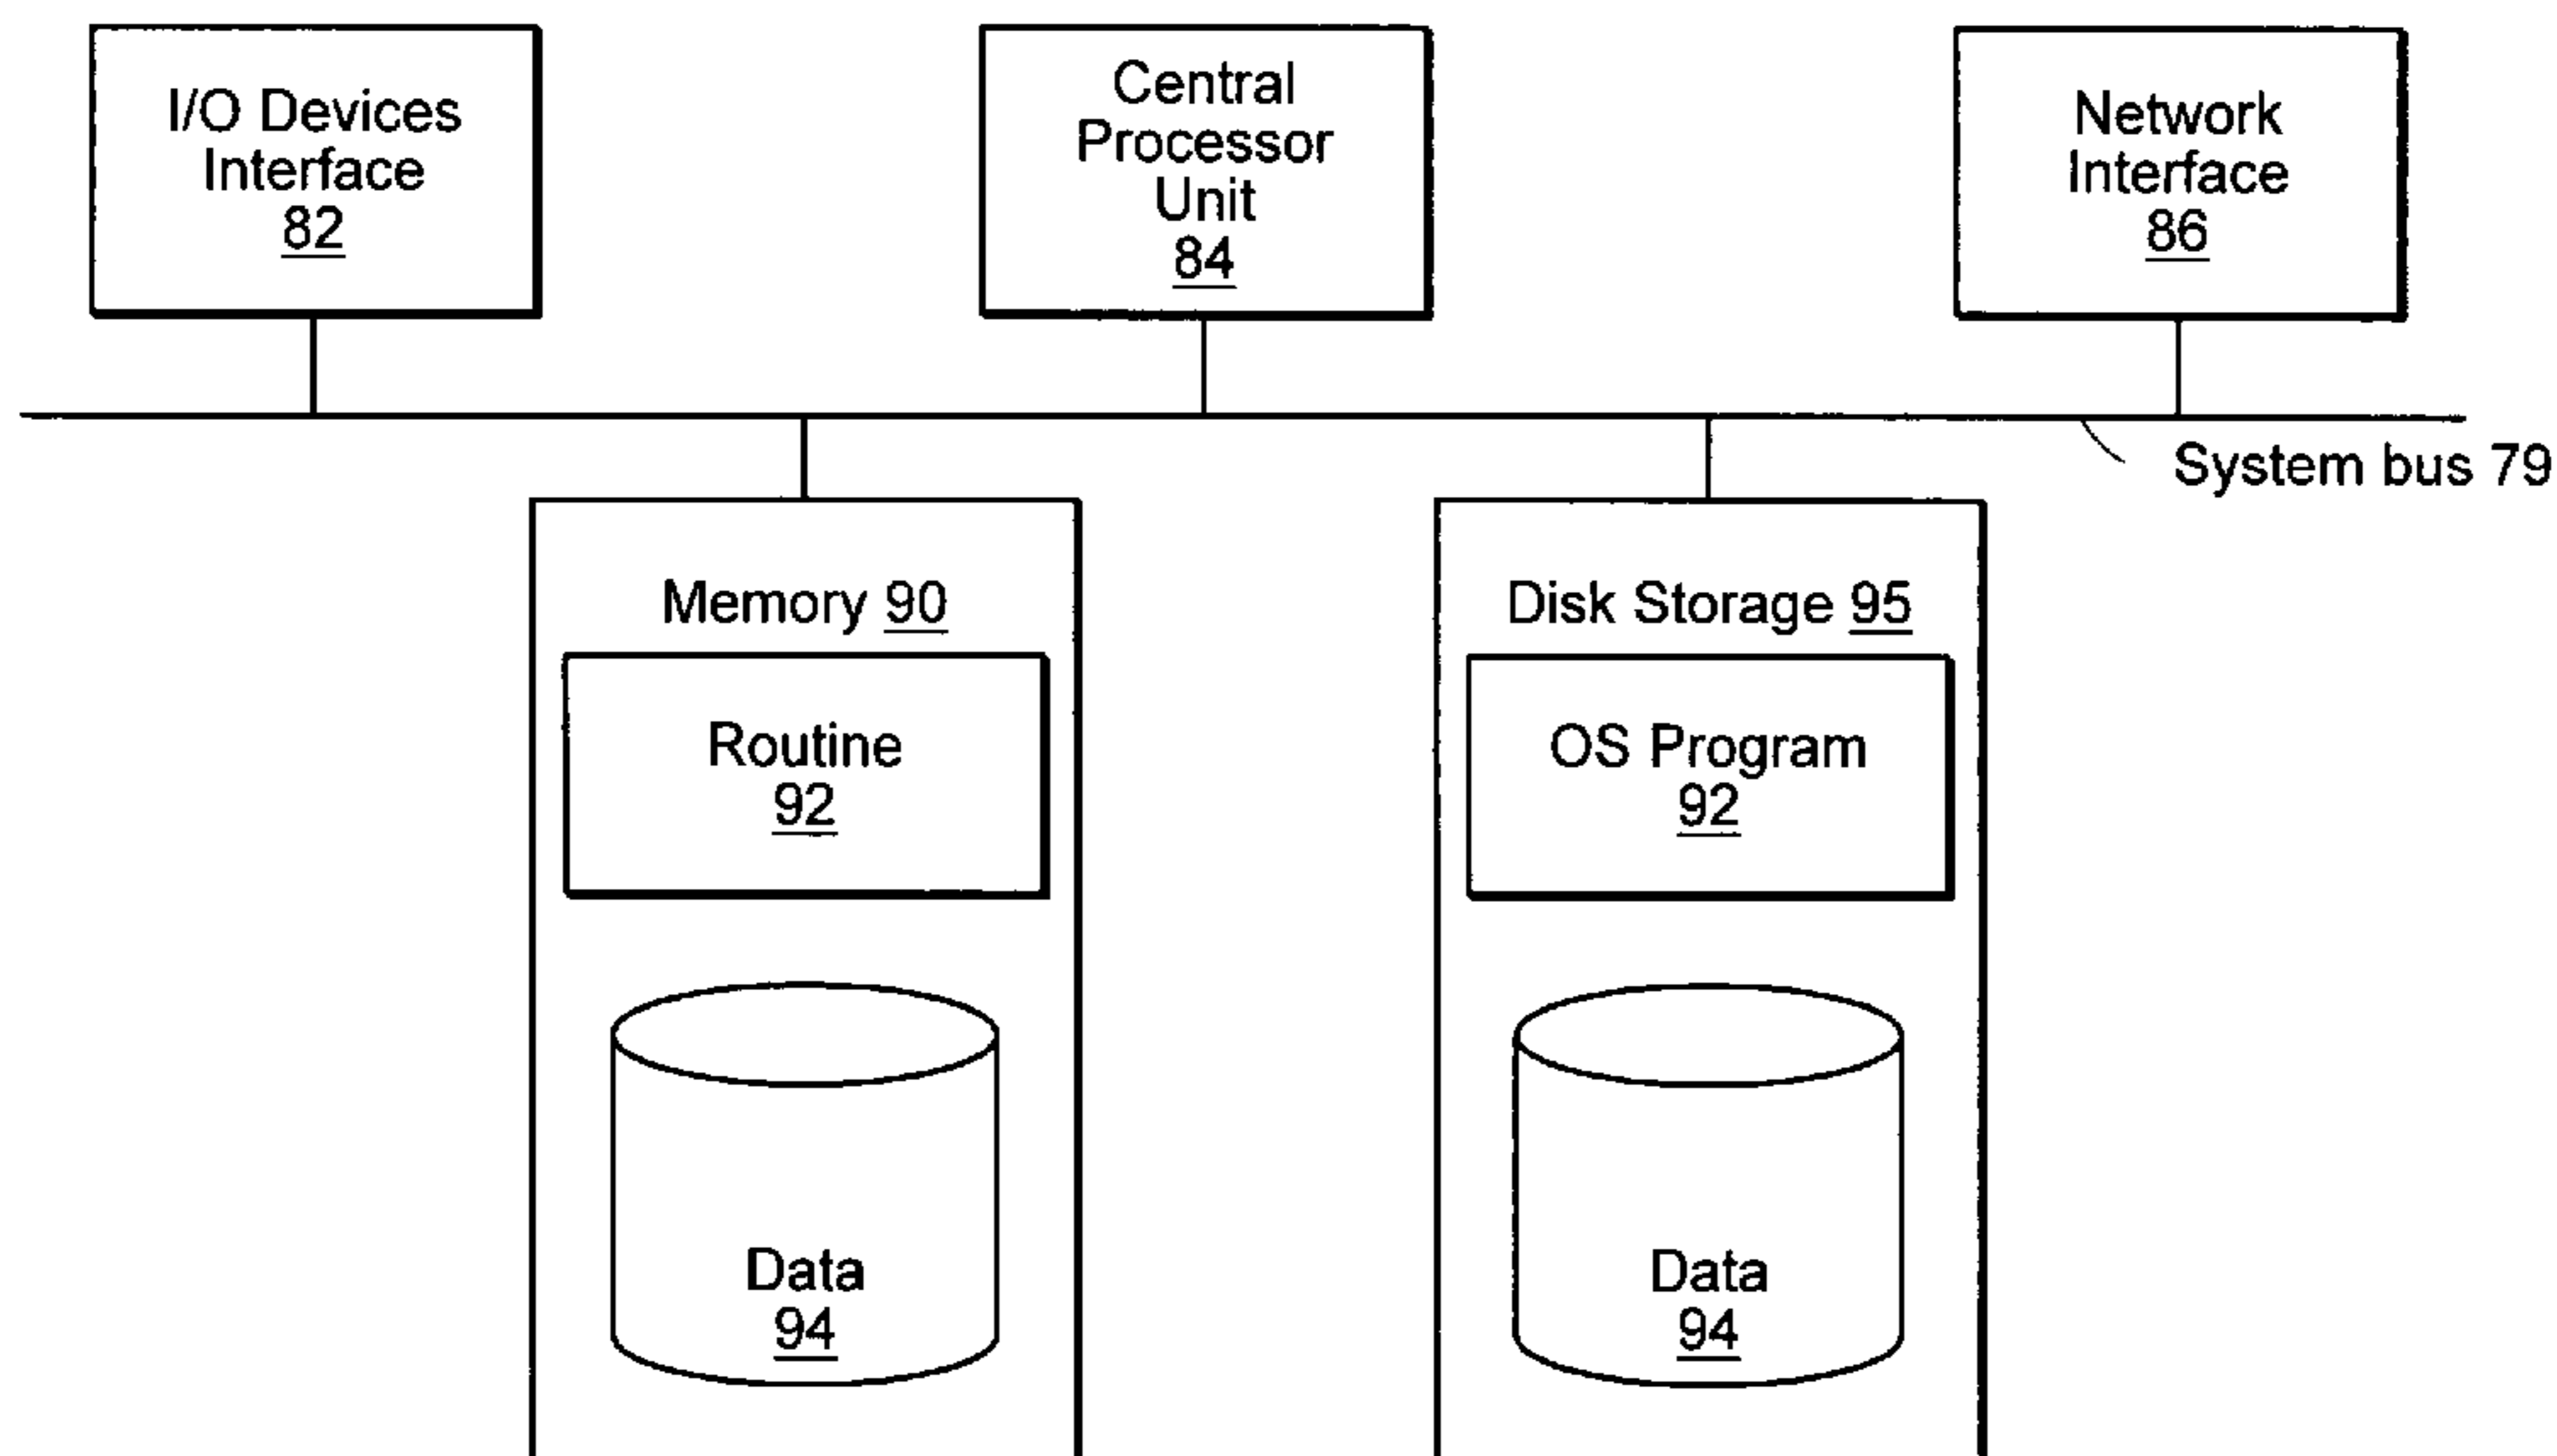 I/O Devices
Interface
82
Central
Processor
Unit
84
Network
Interface
86
System bus 79
Memory 90
Routine
92
Data
94
Disk Storage 95
OS Program
92
Data
94